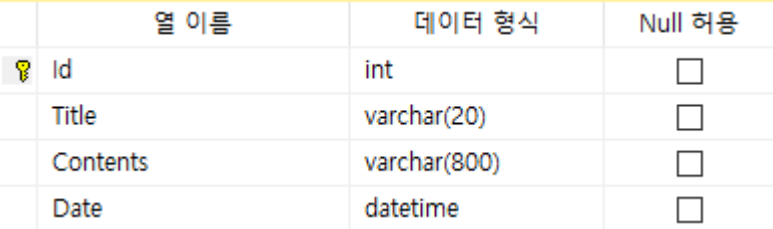 열 이름 데이터 형식 Null 허용
Id int
Title varchar(20)
Contents varchar(800)
Date datetime